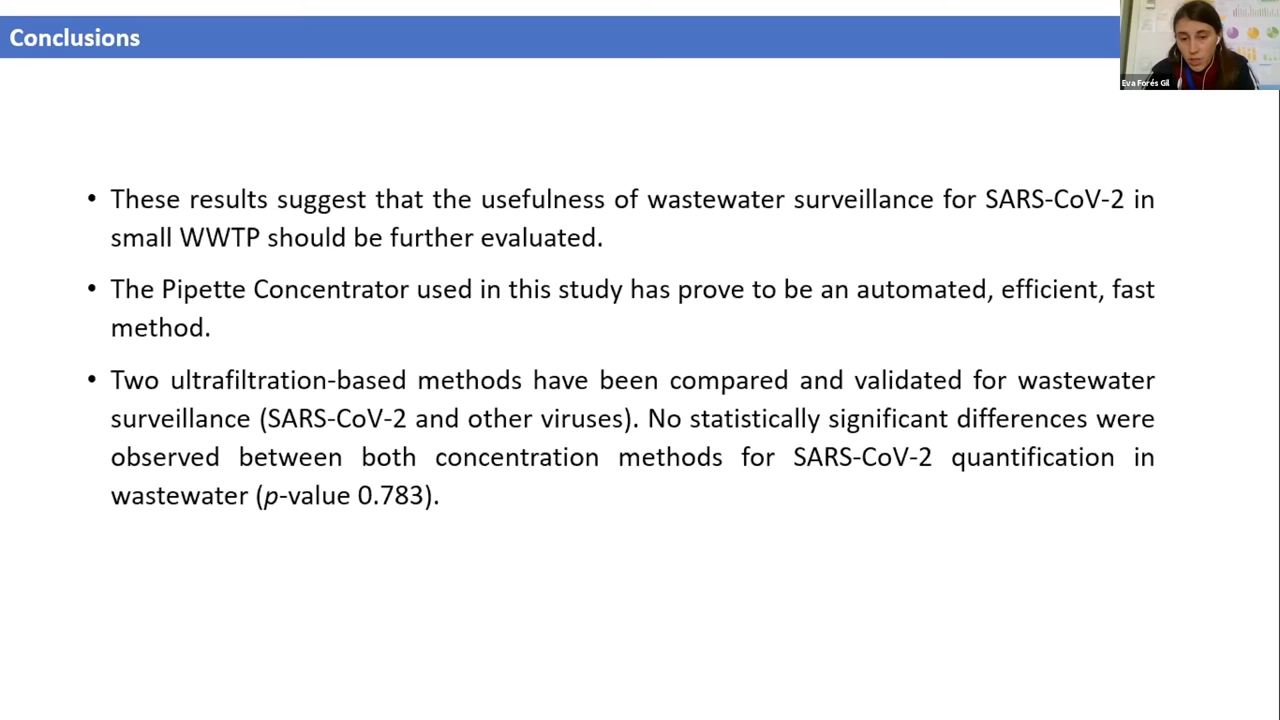 Conclusions
Eva Forés Gil
• These results suggest that the usefulness of wastewater surveillance for SARS-CoV-2 in
small WWTP should be further evaluated.
• The Pipette Concentrator used in this study has prove to be an automated, efficient, fast
method.
• Two ultrafiltration-based methods have been compared and validated for wastewater
surveillance (SARS-CoV-2 and other viruses). No statistically significant differences were
observed between both concentration methods for SARS-CoV-2 quantification in
wastewater (p-value 0.783).